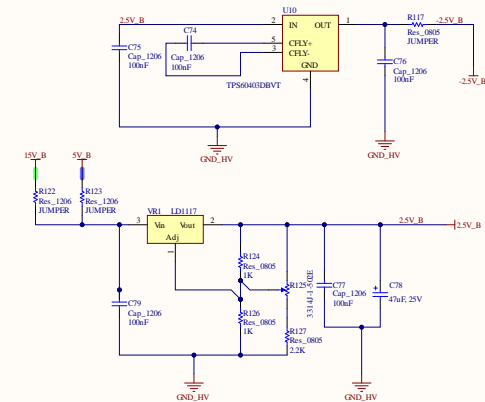 U10
2.5V_B
2
IN
OUT
1
R117
-2.5V_B
Res_0805
JUMPER
C74
C75
Cap_1206
100nF
Cap_1206
100nF
5
CFLY+
3
CFLY-
GND
4
C76
Cap_1206
100nF
-2.5V_B
TPS60403DBVT
GND_HV
GND_HV
15V_B
5V_B
R122
Res_1206
JUMPER
R123
Res_1206
JUMPER
VR1
LD1117
3
Vin
Vout
2
Adj
1
2.5V_B
2.5V_B
R124
Res_0805
1K
R125
3314J-1-502E
C77
Cap_1206
100nF
C78
47uF, 25V
C79
Cap_1206
100nF
R126
Res_0805
1K
R127
Res_0805
2.2K
GND_HV
GND_HV